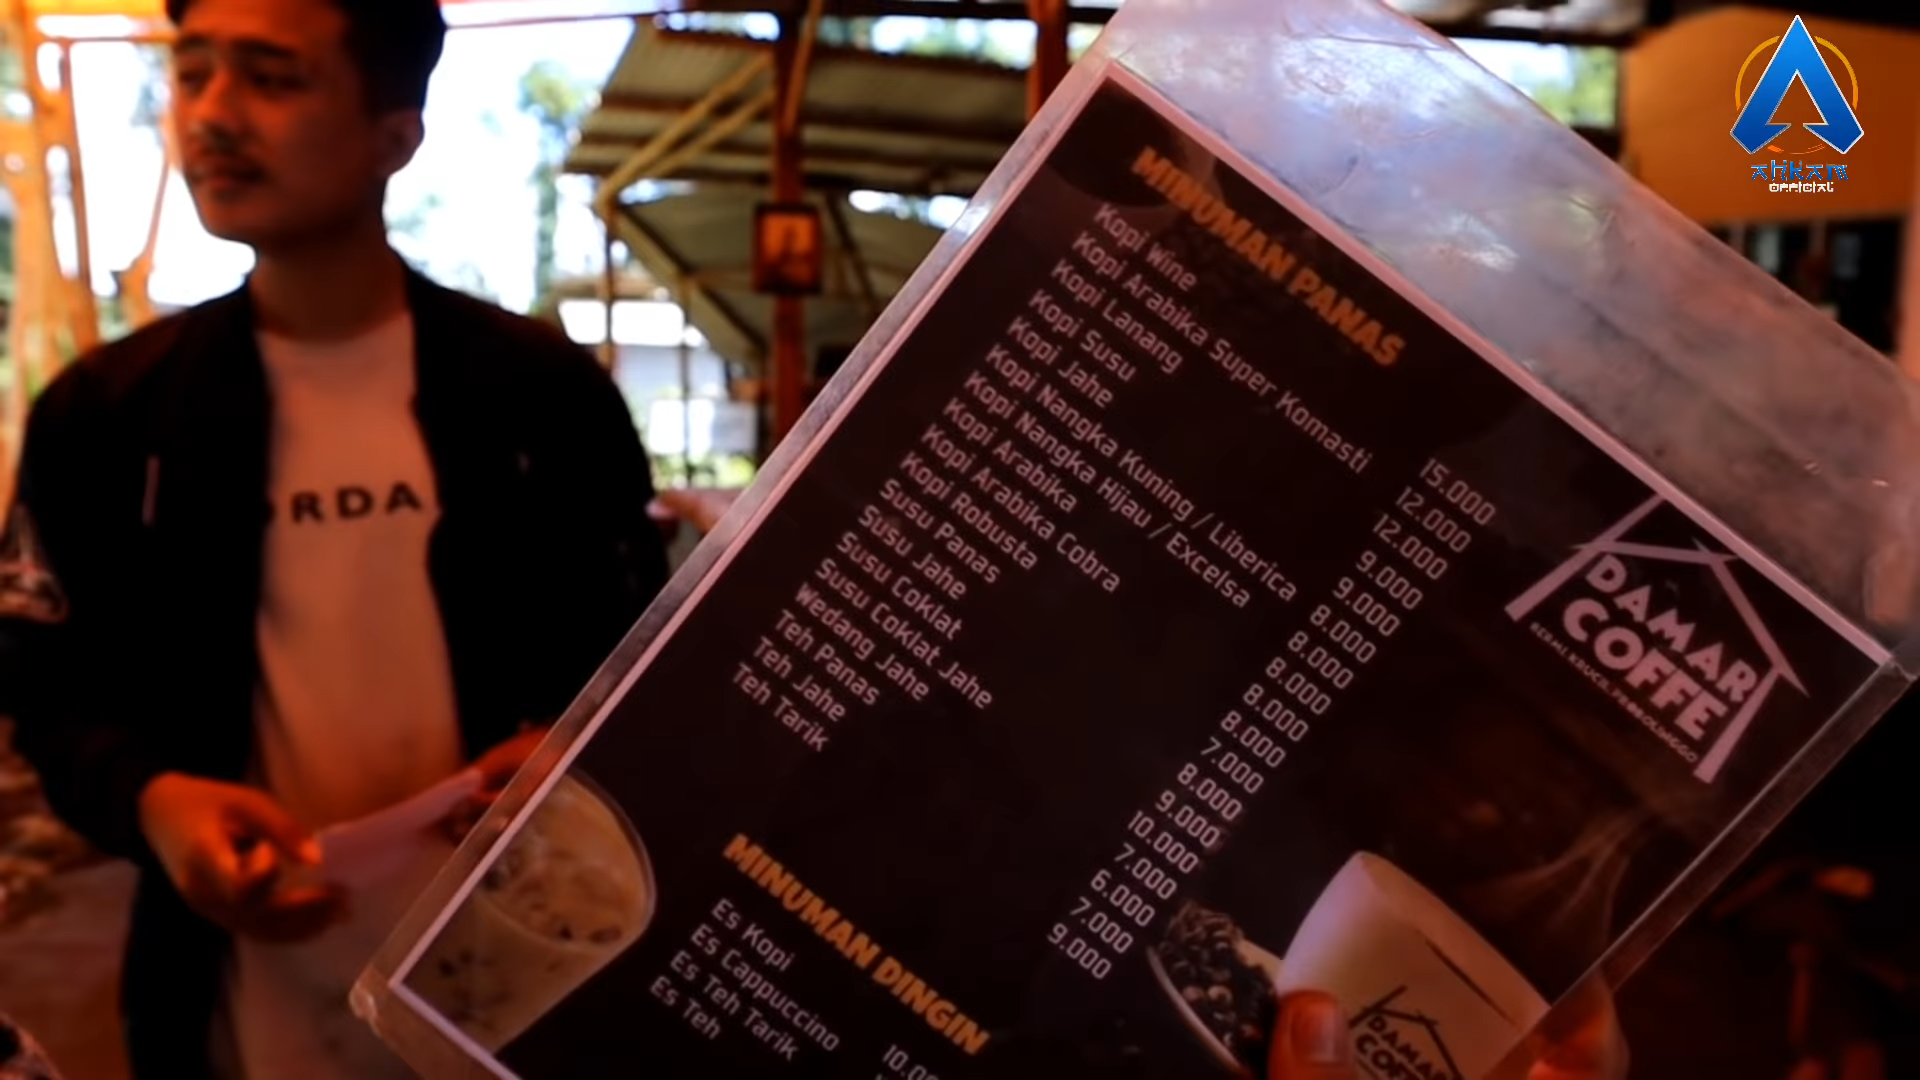 MINUMAN PANAS
Kopi Wine 15.000
Kopi Arabika Super Komasti 12.000
Kopi Lanang 12.000
Kopi Susu 9.000
Kopi Jahe 9.000
Kopi Nangka Kuning / Liberica 8.000
Kopi Nangka Hijau / Excelsa 8.000
Kopi Arabika 8.000
Kopi Arabika Cobra 8.000
Kopi Robusta 8.000
Susu Panas 7.000
Susu Jahe 8.000
Susu Coklat 9.000
Susu Coklat Jahe 10.000
Wedang Jahe 7.000
Teh Panas 6.000
Teh Jahe 7.000
Teh Tarik 9.000
MINUMAN DINGIN
Es Kopi
Es Cappuccino
Es Teh Tarik
Es Teh
DAMAR
COFFE
DAMAR
RDA
AHKAM
OFFICIAL